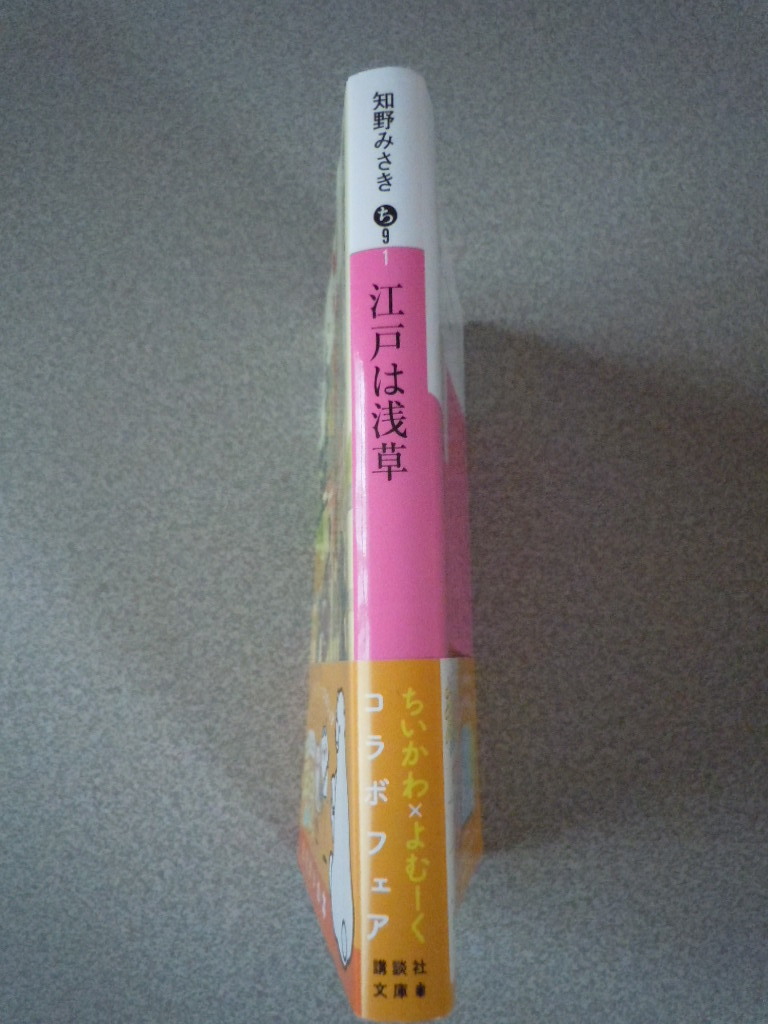 知野みさき
ち
9
1
江戸は浅草
ちいかわ×よむーく
コラボフェア
講談社
文庫